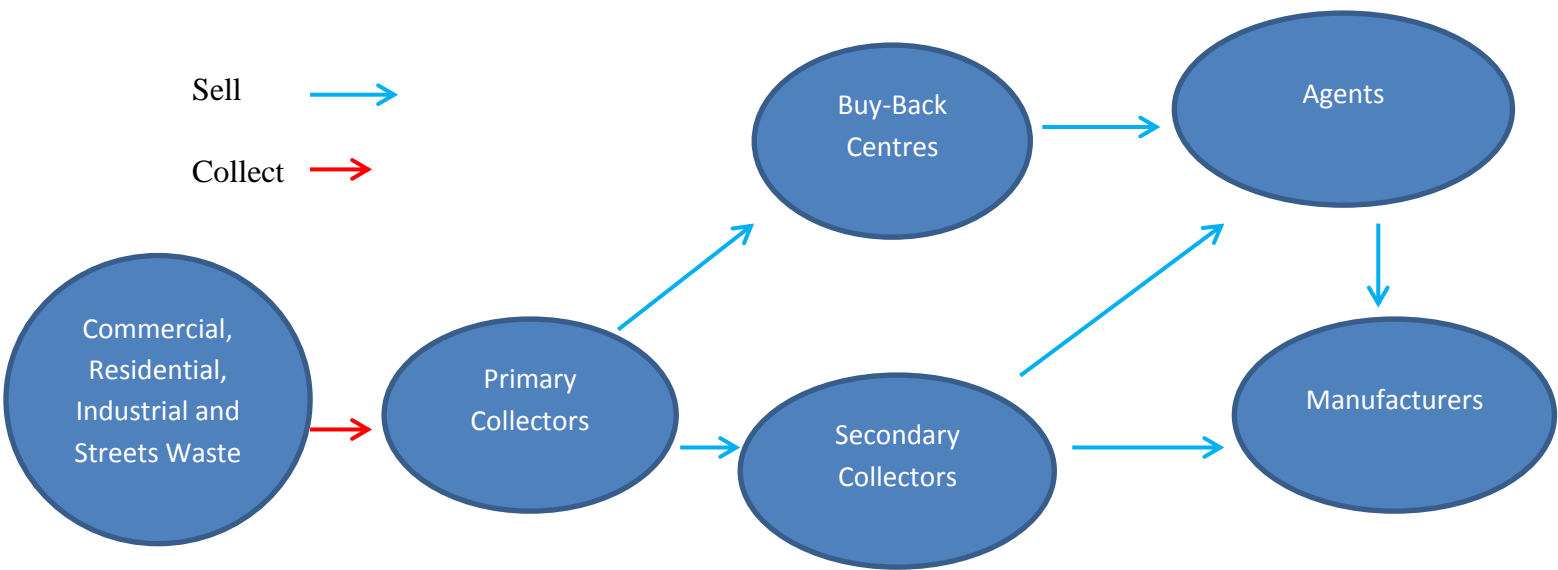 Sell
Collect
Commercial,
Residential,
Industrial and
Streets Waste
Primary
Collectors
Buy-Back
Centres
Secondary
Collectors
Agents
Manufacturers